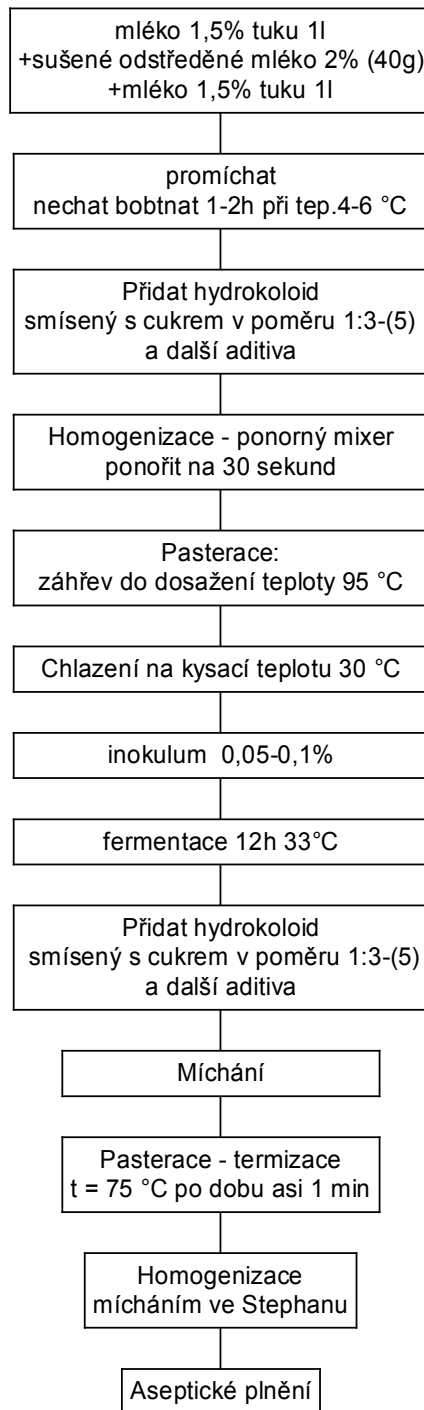 mléko 1,5% tuku 1l
+sušené odstředěné mléko 2% (40g)
+mléko 1,5% tuku 1l
promíchat
nechat bobtnat 1-2h při tep.4-6 °C
Přidat hydrokoloid
smísený s cukrem v poměru 1:3-(5)
a další aditiva
Homogenizace - ponorný mixer
ponořit na 30 sekund
Pasterace:
záhřev do dosažení teploty 95 °C
Chlazení na kysací teplotu 30 °C
inokulum 0,05-0,1%
fermentace 12h 33°C
Přidat hydrokoloid
smísený s cukrem v poměru 1:3-(5)
a další aditiva
Míchání
Pasterace - termizace
t = 75 °C po dobu asi 1 min
Homogenizace
mícháním ve Stephanu
Aseptické plnění